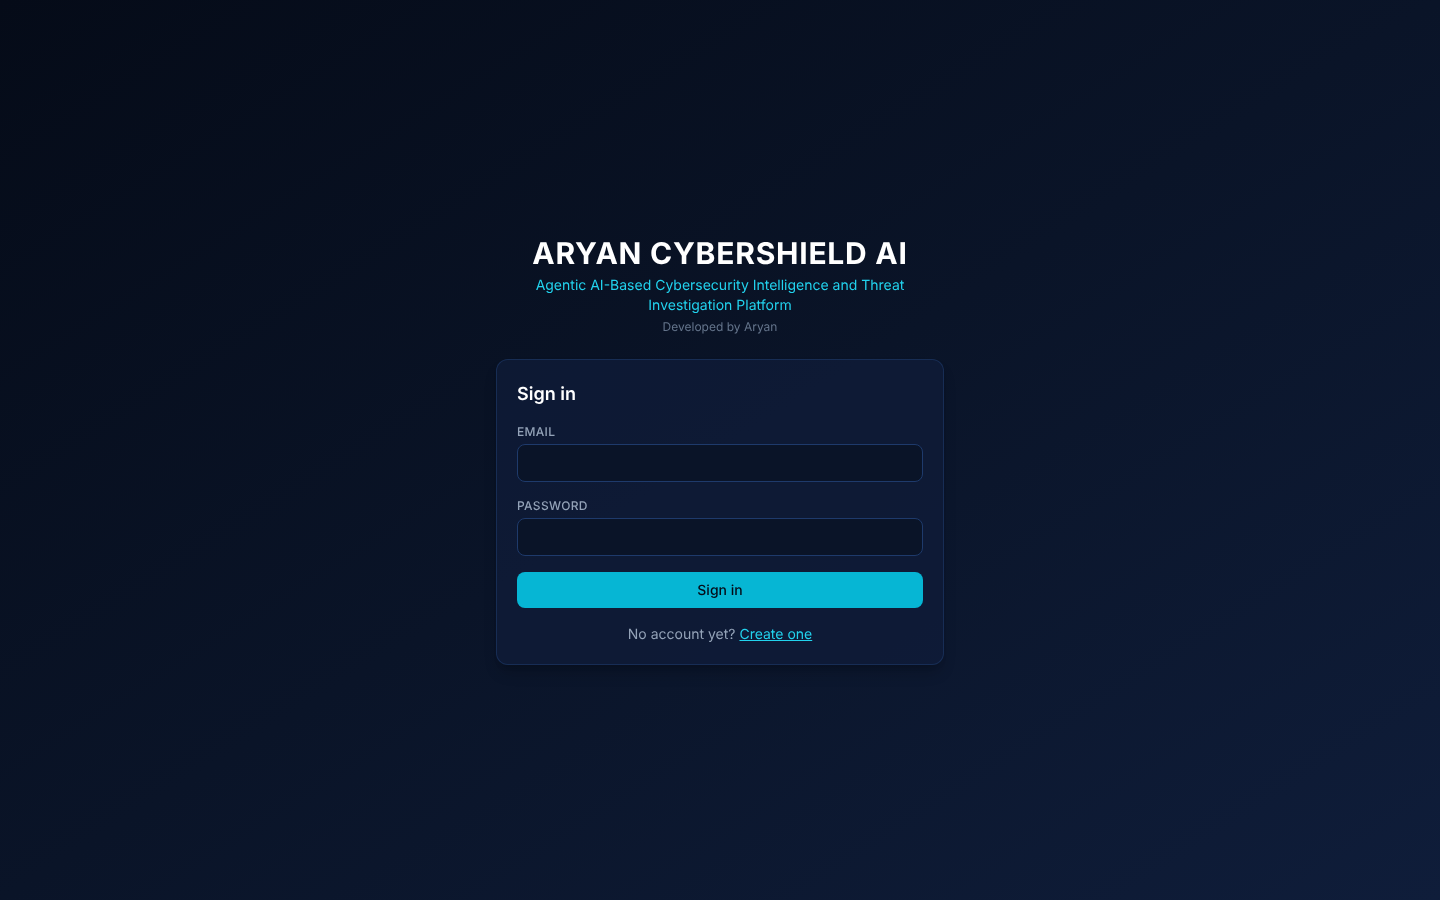 ARYAN CYBERSHIELD AI
Agentic AI-Based Cybersecurity Intelligence and Threat
Investigation Platform
Developed by Aryan
Sign in
EMAIL
PASSWORD
Sign in
No account yet? Create one